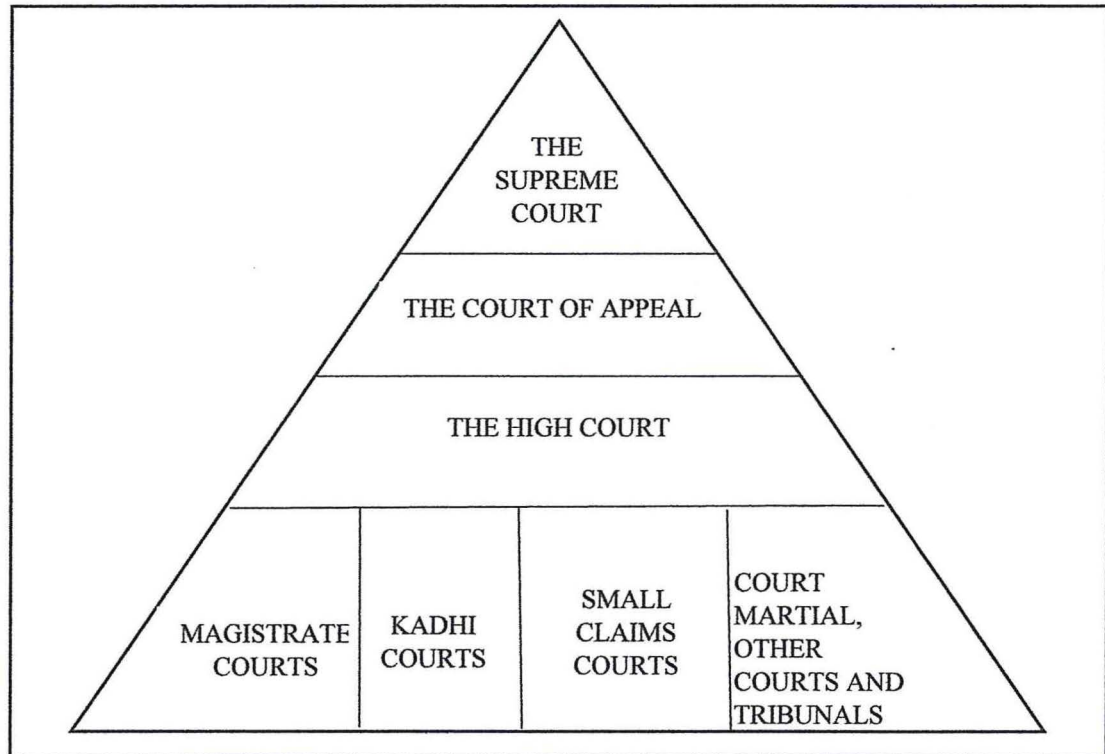 THE
SUPREME
COURT
THE COURT OF APPEAL
THE HIGH COURT
MAGISTRATE
COURTS
KADHI
COURTS
SMALL
CLAIMS
COURTS
COURT
MARTIAL,
OTHER
COURTS AND
TRIBUNALS